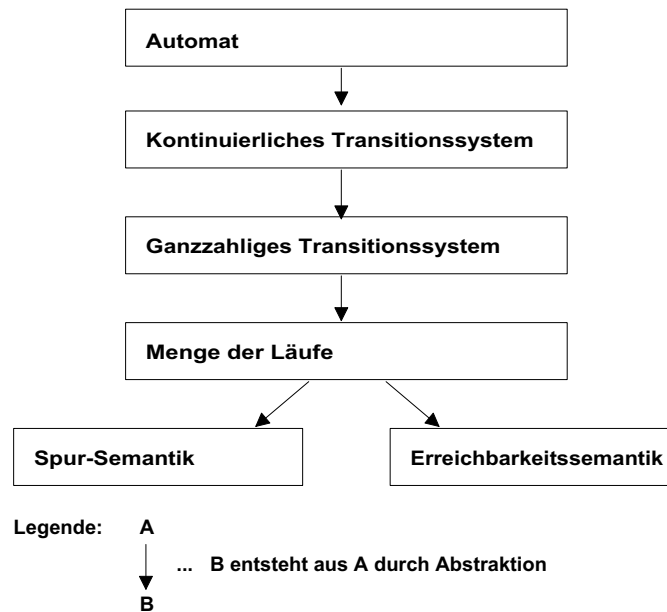 Automat
Kontinuierliches Transitionssystem
Ganzzahliges Transitionssystem
Menge der Läufe
Spur-Semantik
Erreichbarkeitssemantik
Legende: A
... B entsteht aus A durch Abstraktion
B